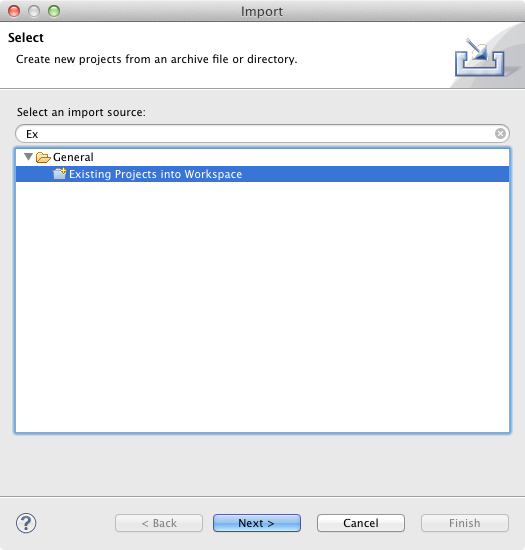 Import
Select
Create new projects from an archive file or directory.
Select an import source:
Ex
General
Existing Projects into Workspace
?
< Back
Next >
Cancel
Finish